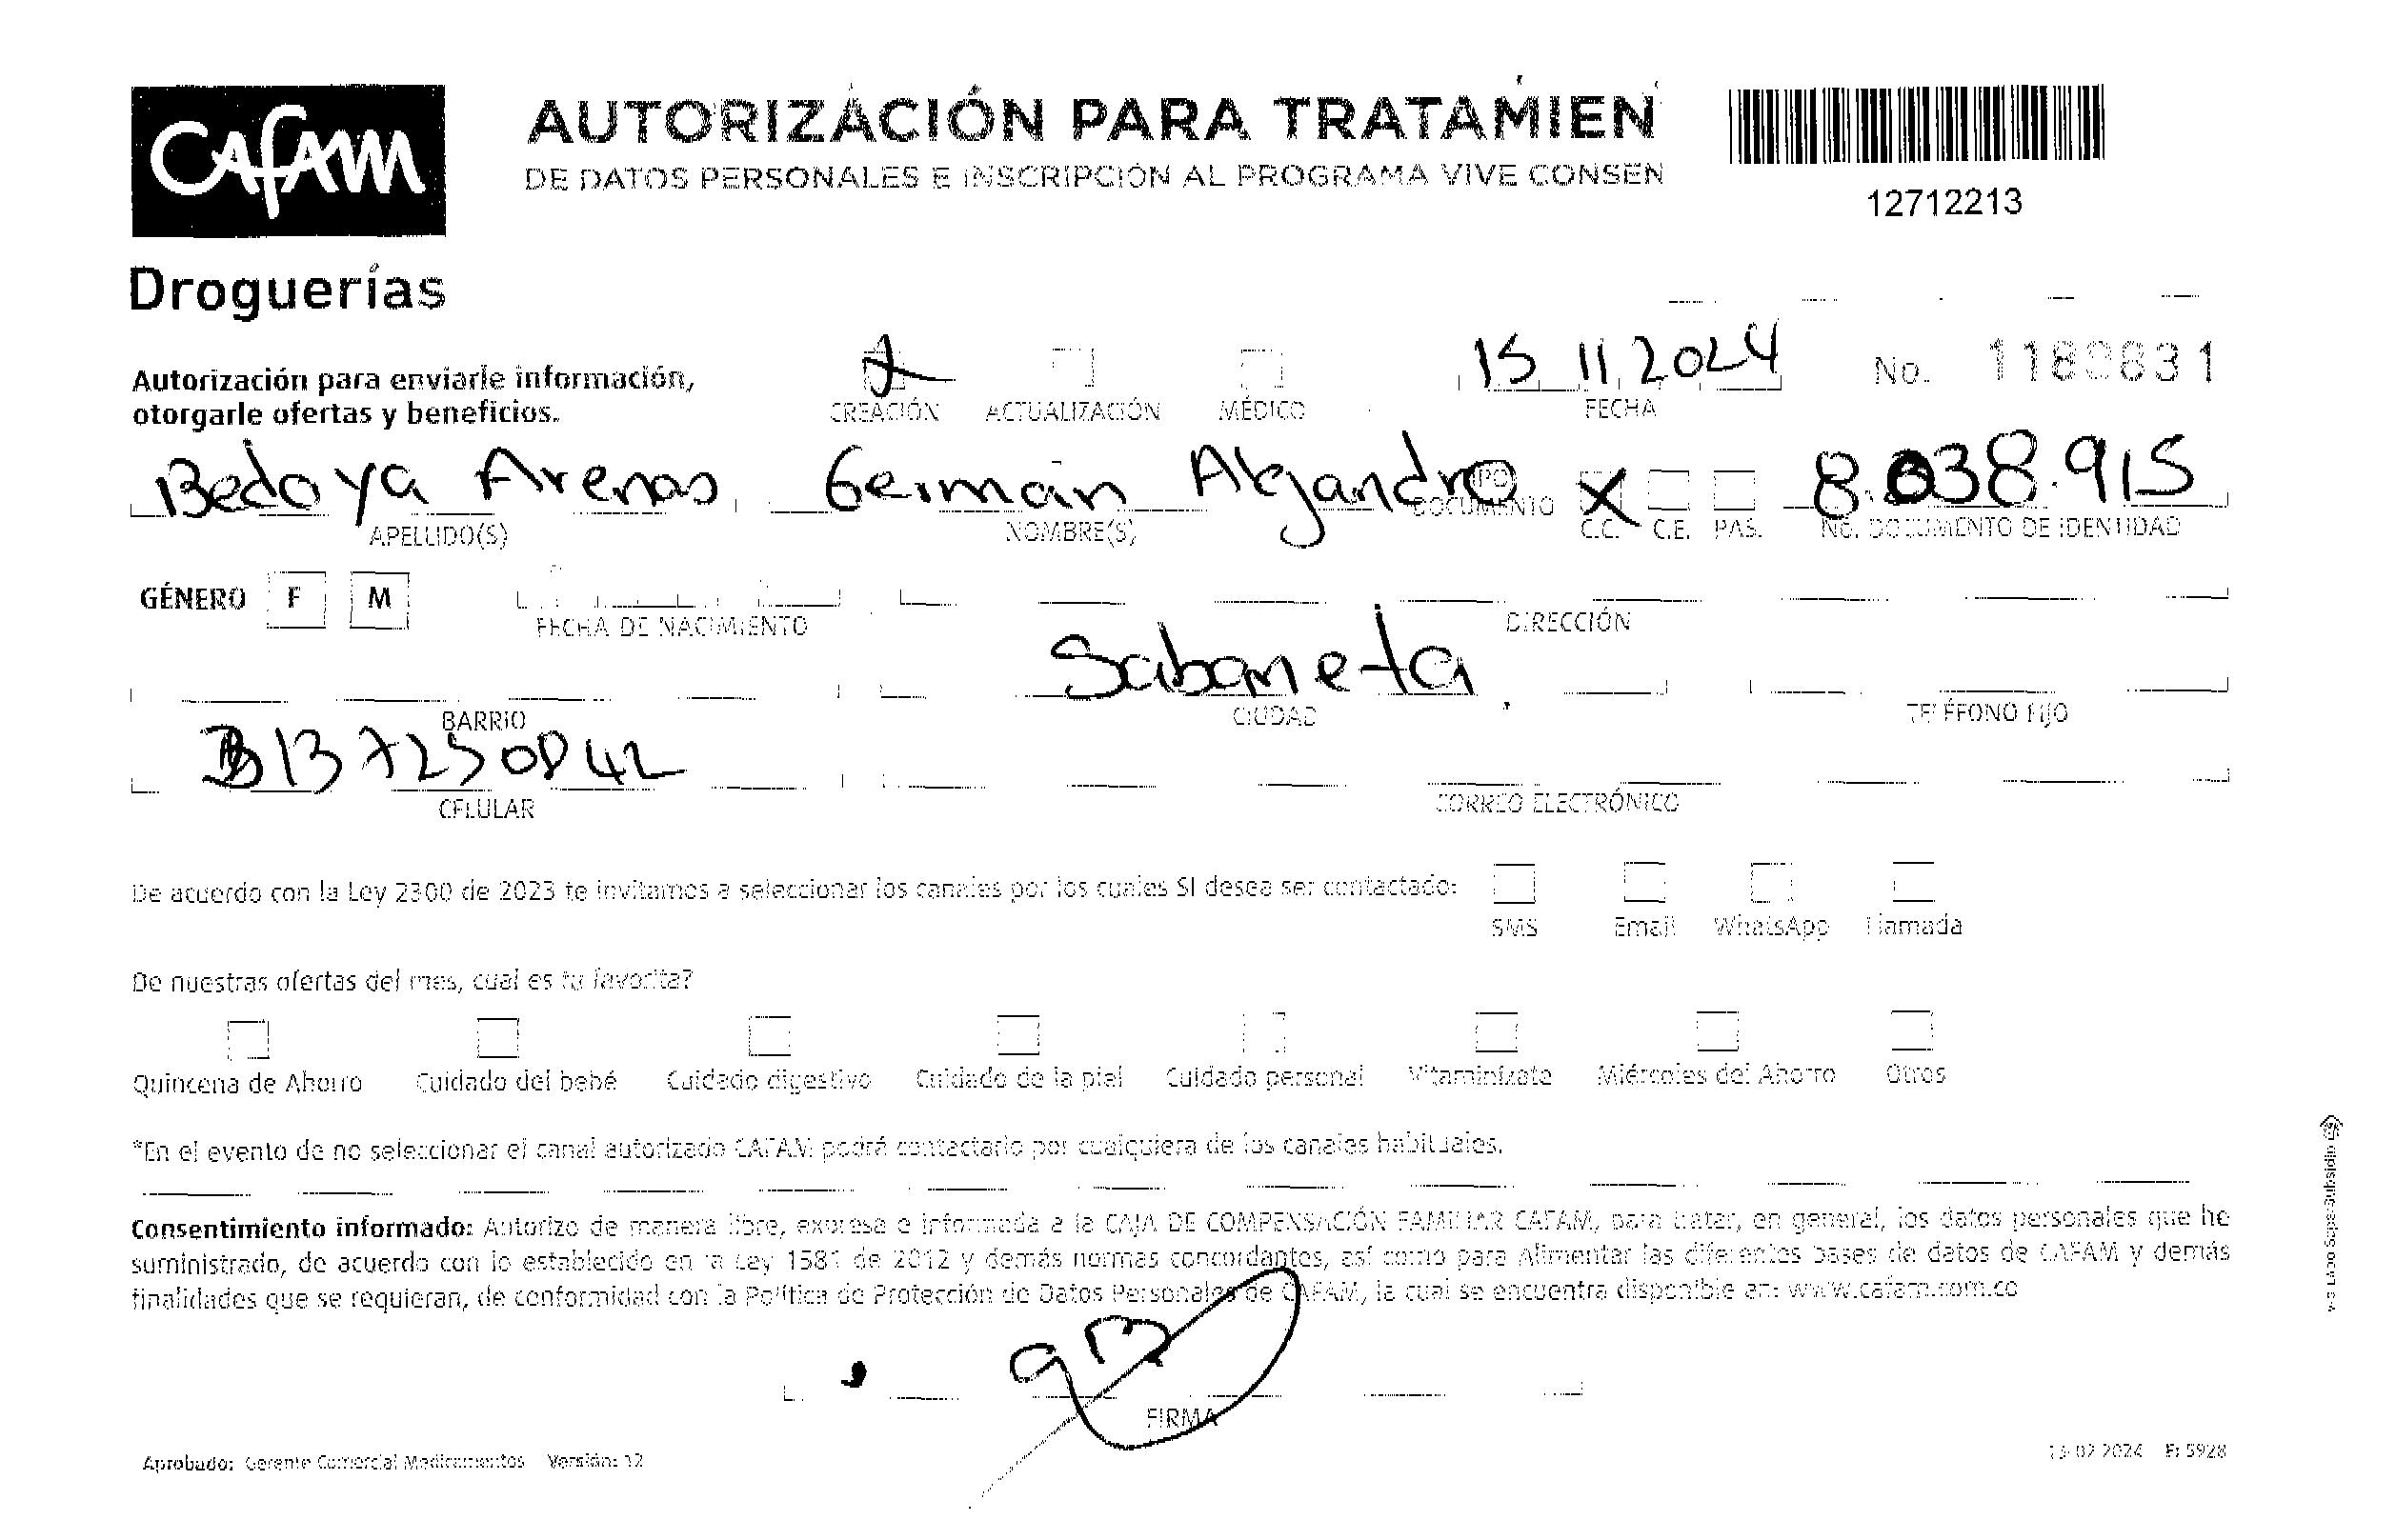 CAFAM
Droguerías
AUTORIZACIÓN PARA TRATAMIEN
DE DATOS PERSONALES E INSCRIPCIÓN AL PROGRAMA VIVE CONSEN
12712213
Autorización para enviarle información,
otorgarle ofertas y beneficios.
CREACIÓN ACTUALIZACIÓN MÉDICO
15 11 2024
FECHA
No.
Bedoya Arenas German Alejandro
DOCUMENTO X 8.038.915
APELLIDO(S) NOMBRE(S) C.C. C.E. PAS. No. DOCUMENTO DE IDENTIDAD
GÉNERO F M
FECHA DE NACIMIENTO DIRECCIÓN
Sabaneta
BARRIO CIUDAD TELÉFONO FIJO
CELULAR CORREO ELECTRÓNICO
De acuerdo con la Ley 2300 de 2023 te invitamos a seleccionar los canales por los cuales SI desea ser contactado:
SMS Email WhatsApp Llamada
De nuestras ofertas del mes, cual es tu favorita?
Quincena de Ahorro Cuidado del bebé Cuidado digestivo Cuidado de la piel Cuidado personal Vitaminízate Miércoles del Ahorro Otros
*En el evento de no seleccionar el canal autorizado CAFAM podrá contactarlo por cualquiera de los canales habituales.
Consentimiento informado: Autorizo de manera libre, expresa e informada a la CAJA DE COMPENSACIÓN FAMILIAR CAFAM, para tratar, en general, los datos personales que he
suministrado, de acuerdo con lo establecido en la Ley 1581 de 2012 y demás normas concordantes, así como para Alimentar las diferentes bases de datos de CAFAM y demás
finalidades que se requieran, de conformidad con la Política de Protección de Datos Personales de CAFAM, la cual se encuentra disponible en: www.cafam.com.co
FIRMA
Aprobado: Gerente Comercial Medicamentos Versión: 12
02 2024 F: 5928